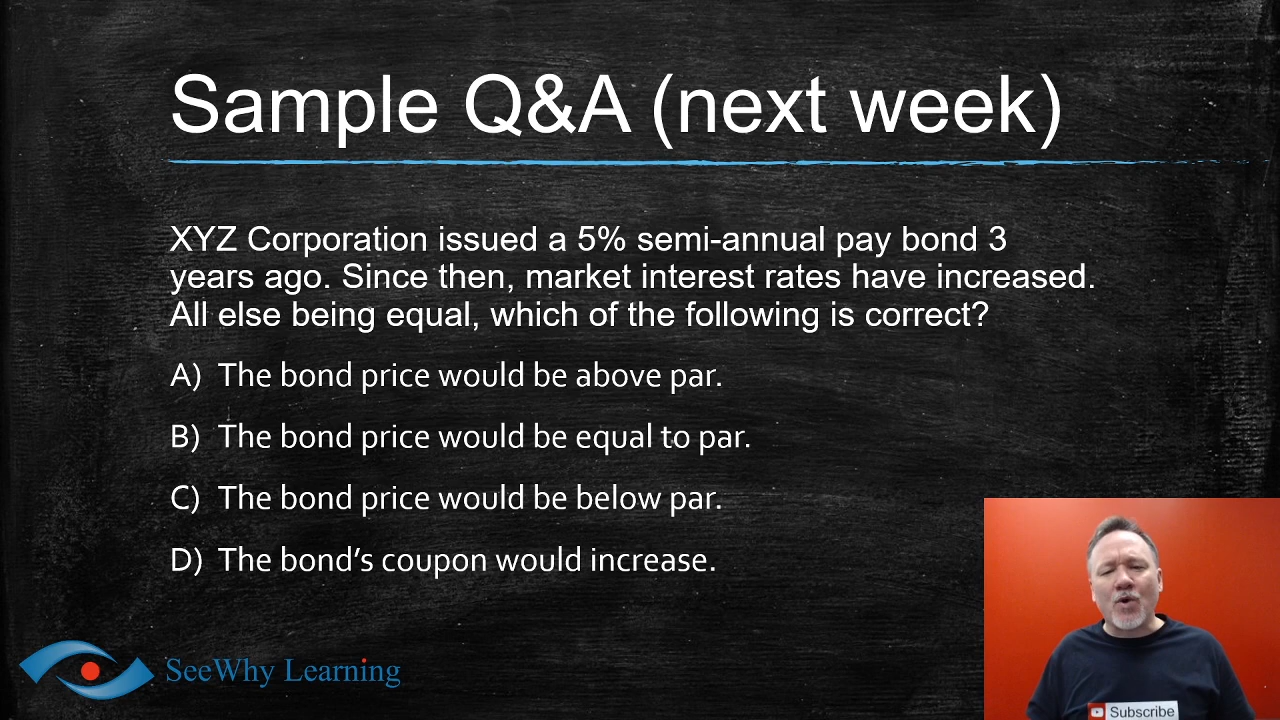 Sample Q&A (next week)
XYZ Corporation issued a 5% semi-annual pay bond 3
years ago. Since then, market interest rates have increased.
All else being equal, which of the following is correct?
A) The bond price would be above par.
B) The bond price would be equal to par.
C) The bond price would be below par.
D) The bond’s coupon would increase.
SeeWhy Learning
Subscribe